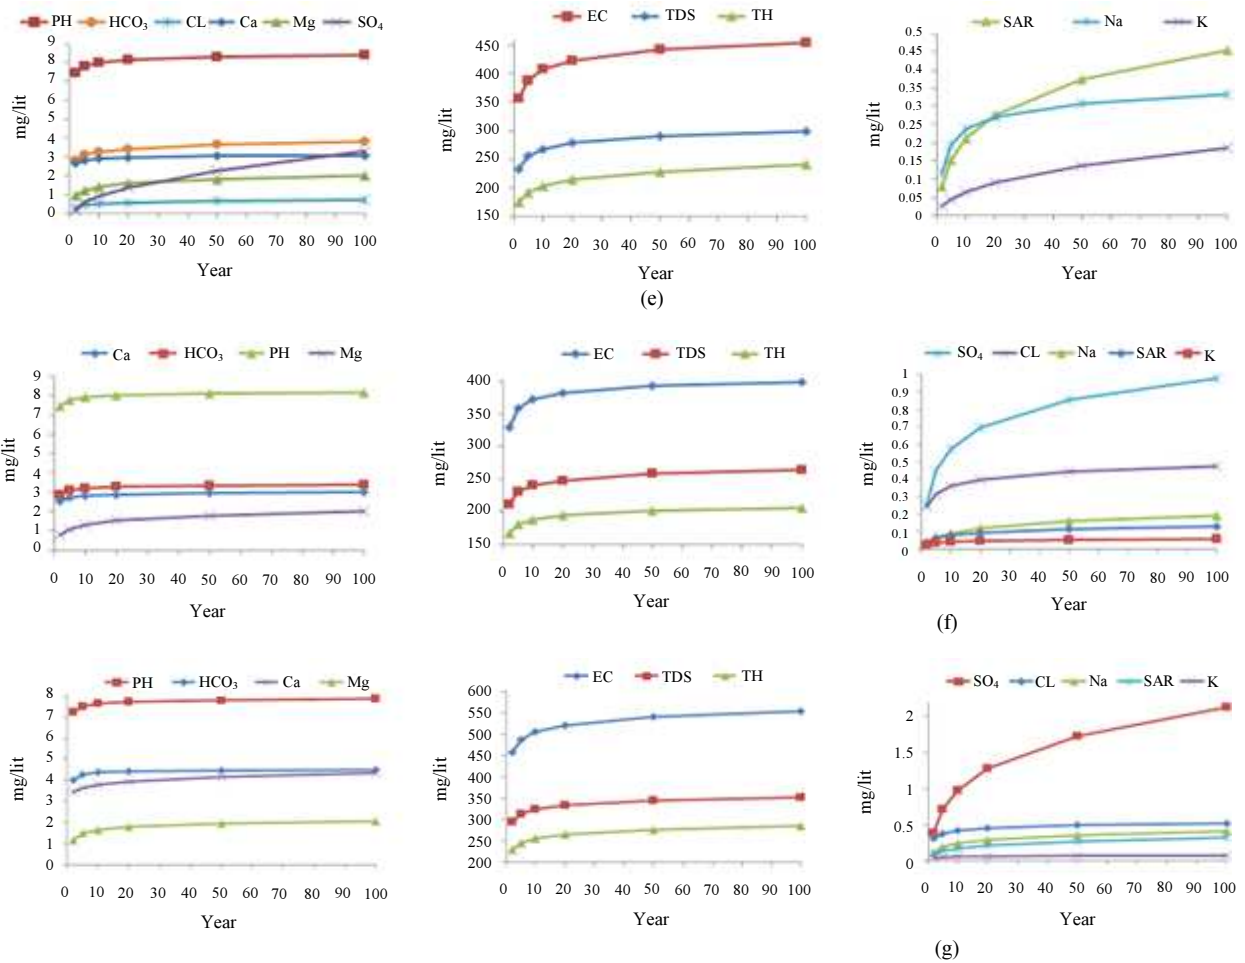 PH HCO₃ CL Ca Mg SO₄
9
8
7
6
5
4
3
2
1
0
mg/lit
0 10 20 30 40 50 60 70 80 90 100
Year
EC TDS TH
450
400
350
300
250
200
150
mg/lit
0 10 20 30 40 50 60 70 80 90 100
Year
SAR Na K
0.5
0.45
0.4
0.35
0.3
0.25
0.2
0.15
0.1
0.05
0
mg/lit
0 10 20 30 40 50 60 70 80 90 100
Year
(e)
Ca HCO₃ PH Mg
9
8
7
6
5
4
3
2
1
0
mg/lit
0 10 20 30 40 50 60 70 80 90 100
Year
EC TDS TH
400
350
300
250
200
150
mg/lit
0 10 20 30 40 50 60 70 80 90 100
Year
SO₄ CL Na SAR K
1
0.9
0.8
0.7
0.6
0.5
0.4
0.3
0.2
0.1
0
mg/lit
0 10 20 30 40 50 60 70 80 90 100
Year
(f)
PH HCO₃ Ca Mg
8
7
6
5
4
3
2
1
0
mg/lit
0 10 20 30 40 50 60 70 80 90 100
Year
EC TDS TH
600
550
500
450
400
350
300
250
200
mg/lit
0 10 20 30 40 50 60 70 80 90 100
Year
SO₄ CL Na SAR K
2
1.5
1
0.5
0
mg/lit
0 10 20 30 40 50 60 70 80 90 100
Year
(g)